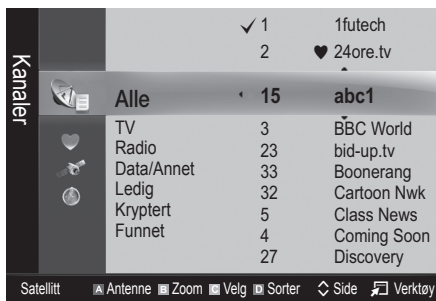 Kanaler
1 1futech
2 24ore.tv
Alle 15 abc1
TV 3 BBC World
Radio 23 bid-up.tv
Data/Annet 33 Boonerang
Ledig 32 Cartoon Nwk
Kryptert 5 Class News
Funnet 4 Coming Soon
27 Discovery
Satellitt A Antenne B Zoom C Velg D Sorter Side Verktøy